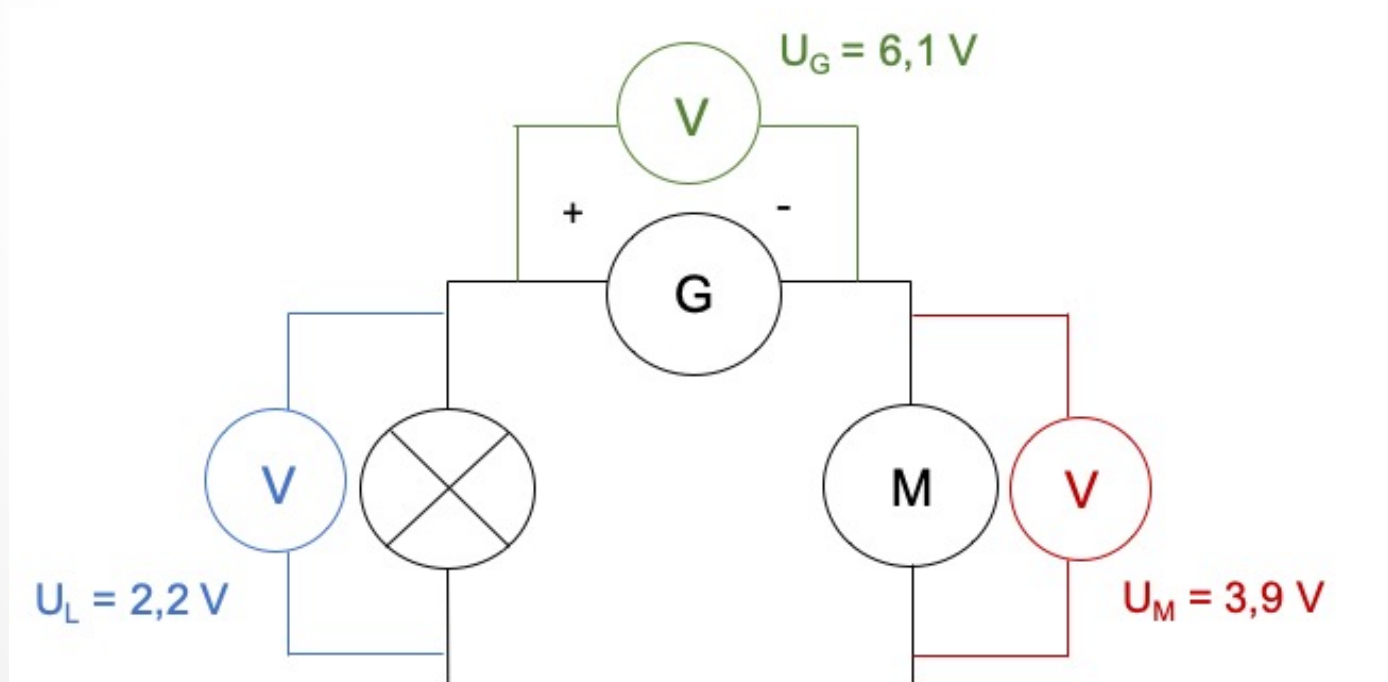 U_G = 6,1 V
V
+ -
G
V
M
V
U_L = 2,2 V
U_M = 3,9 V